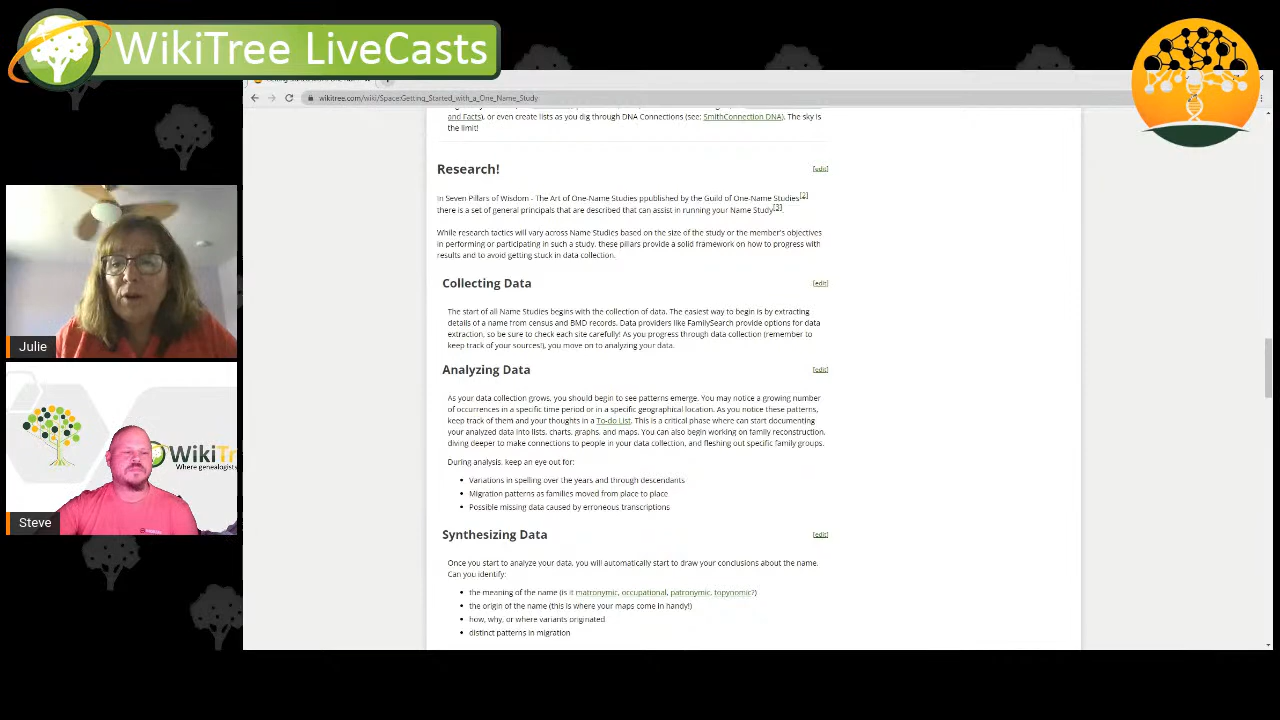 WikiTree LiveCasts
wikitree.com/wiki/Space:Getting_Started_with_a_One_Name_Study
and Facts), or even create lists as you dig through DNA Connections (see: SmithConnection DNA). The sky is
the limit!
Research!
[edit]
In Seven Pillars of Wisdom - The Art of One-Name Studies ppublished by the Guild of One-Name Studies[2]
there is a set of general principals that are described that can assist in running your Name Study[3].
While research tactics will vary across Name Studies based on the size of the study or the member's objectives
in performing or participating in such a study, these pillars provide a solid framework on how to progress with
results and to avoid getting stuck in data collection.
Collecting Data
[edit]
The start of all Name Studies begins with the collection of data. The easiest way to begin is by extracting
details of a name from census and BMD records. Data providers like FamilySearch provide options for data
extraction, so be sure to check each site carefully! As you progress through data collection (remember to
keep track of your sources!), you move on to analyzing your data.
Analyzing Data
[edit]
As your data collection grows, you should begin to see patterns emerge. You may notice a growing number
of occurrences in a specific time period or in a specific geographical location. As you notice these patterns,
keep track of them and your thoughts in a To-do List. This is a critical phase where can start documenting
your analyzed data into lists, charts, graphs, and maps. You can also begin working on family reconstruction,
diving deeper to make connections to people in your data collection, and fleshing out specific family groups.
During analysis, keep an eye out for:
• Variations in spelling over the years and through descendants
• Migration patterns as families moved from place to place
• Possible missing data caused by erroneous transcriptions
Synthesizing Data
[edit]
Once you start to analyze your data, you will automatically start to draw your conclusions about the name.
Can you identify:
• the meaning of the name (is it matronymic, occupational, patronymic, topynomic?)
• the origin of the name (this is where your maps come in handy!)
• how, why, or where variants originated
• distinct patterns in migration
Julie
WikiTr
Where genealogists
Steve